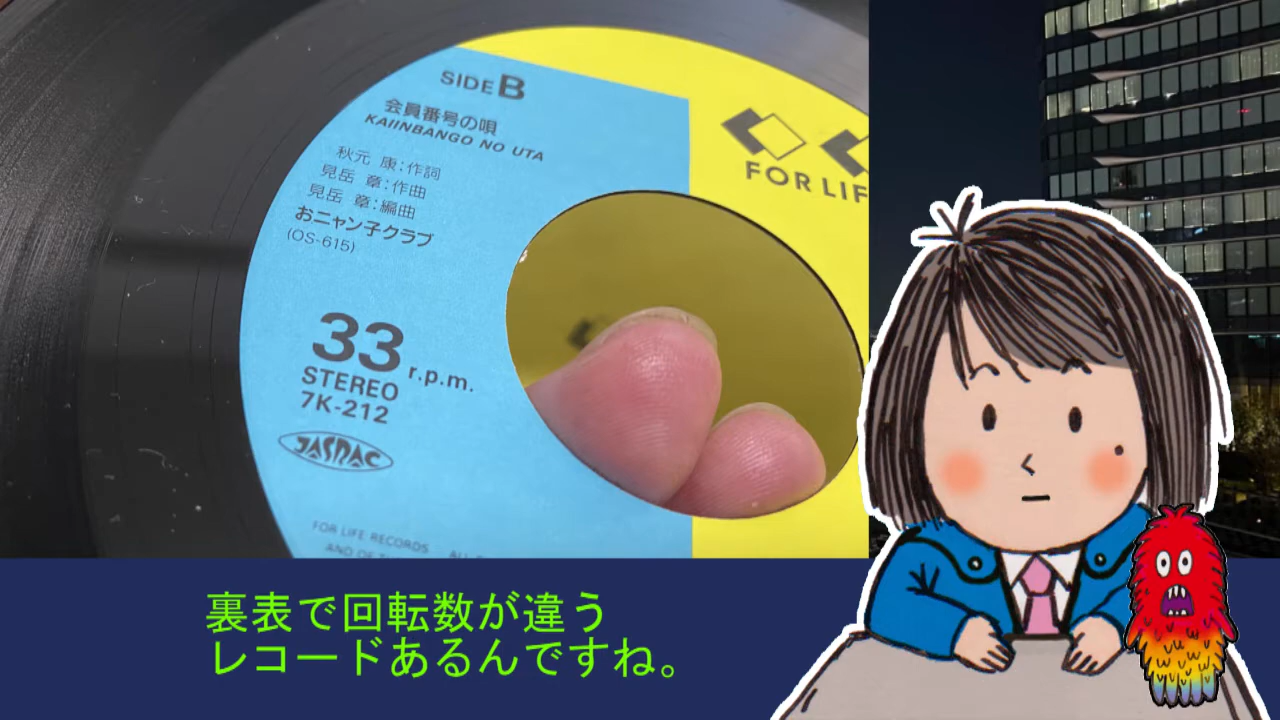 SIDE B
会員番号の唄
KAIINBANGO NO UTA
秋元 康:作詞
見岳 章:作曲
見岳 章:編曲
おニャン子クラブ
(OS-615)
33 r.p.m.
STEREO
7K-212
JASRAC
FOR LIFE RECORDS
FOR LIF
裏表で回転数が違う
レコードあるんですね。